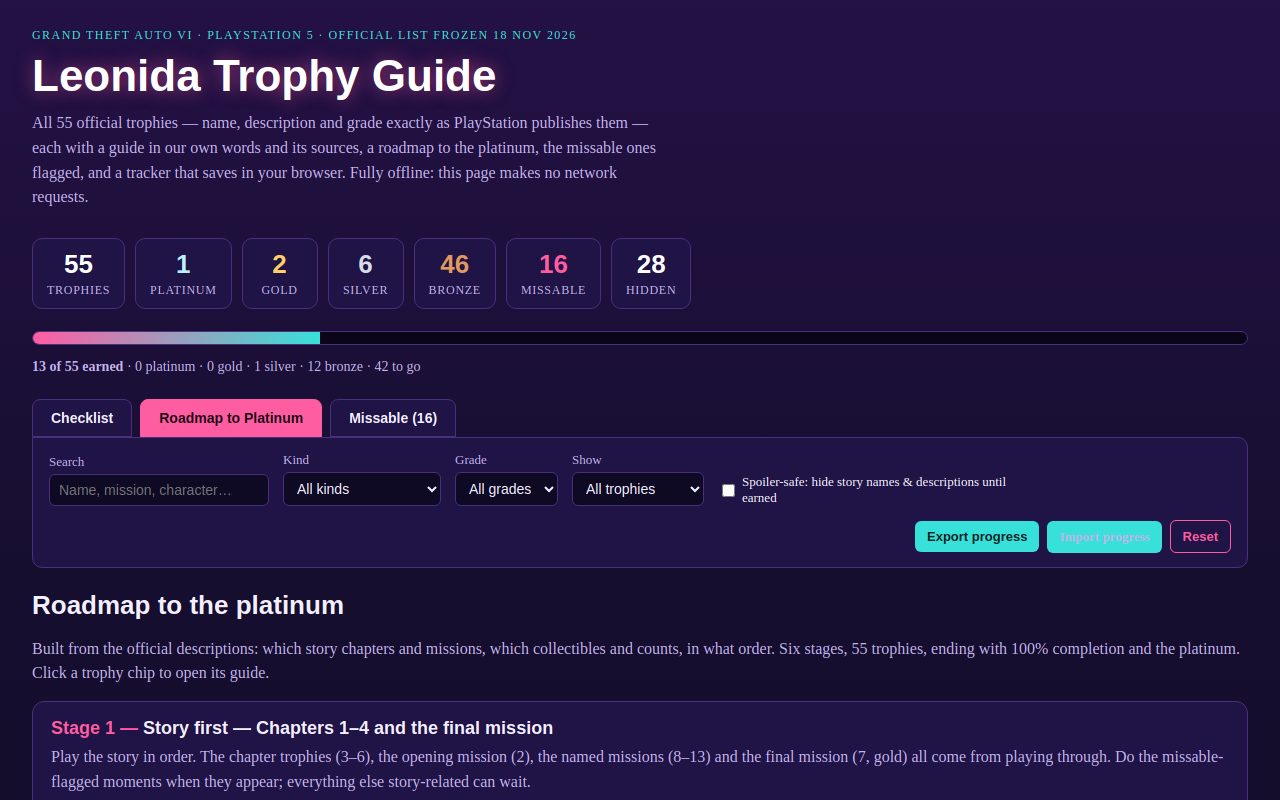 GRAND THEFT AUTO VI · PLAYSTATION 5 · OFFICIAL LIST FROZEN 18 NOV 2026
Leonida Trophy Guide
All 55 official trophies — name, description and grade exactly as PlayStation publishes them —
each with a guide in our own words and its sources, a roadmap to the platinum, the missable ones
flagged, and a tracker that saves in your browser. Fully offline: this page makes no network
requests.
55 1 2 6 46 16 28
TROPHIES PLATINUM GOLD SILVER BRONZE MISSABLE HIDDEN
13 of 55 earned · 0 platinum · 0 gold · 1 silver · 12 bronze · 42 to go
Checklist Roadmap to Platinum Missable (16)
Search Kind Grade Show
Name, mission, character… All kinds All grades All trophies
Spoiler-safe: hide story names & descriptions until
earned
Export progress Import progress Reset
Roadmap to the platinum
Built from the official descriptions: which story chapters and missions, which collectibles and counts, in what order. Six stages, 55 trophies, ending with 100% completion and the platinum.
Click a trophy chip to open its guide.
Stage 1 — Story first — Chapters 1–4 and the final mission
Play the story in order. The chapter trophies (3–6), the opening mission (2), the named missions (8–13) and the final mission (7, gold) all come from playing through. Do the missable-
flagged moments when they appear; everything else story-related can wait.